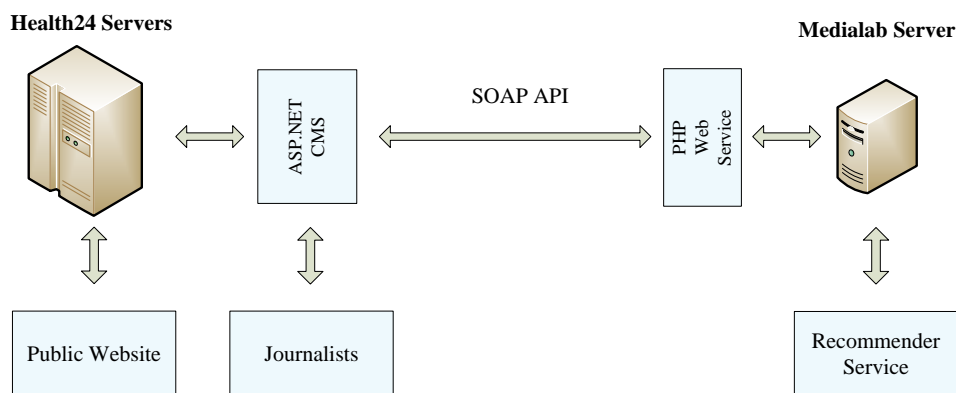 Health24 Servers
Medialab Server
ASP.NET
CMS
SOAP API
PHP
Web
Service
Public Website
Journalists
Recommender
Service